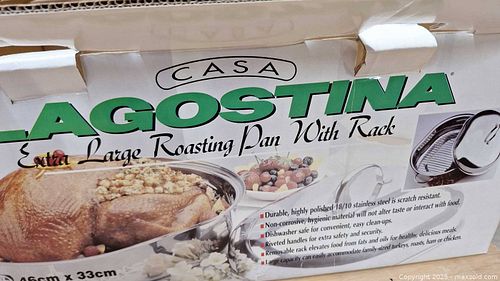 CASA
LAGOSTINA
Extra Large Roasting Pan With Rack
Durable, highly polished 18/10 stainless steel is scratch resistant.
Non-corrosive, hygienic material will not alter taste or interact with food.
Dishwasher safe for convenient, easy clean-ups.
Riveted handles for extra safety and security.
Removable rack elevates food from fats and oils for healthy, delicious meals.
Large capacity can easily accommodate family-sized turkeys, roasts, ham or chicken.
46cm x 33cm
Copyright 2025 - maxsold.com